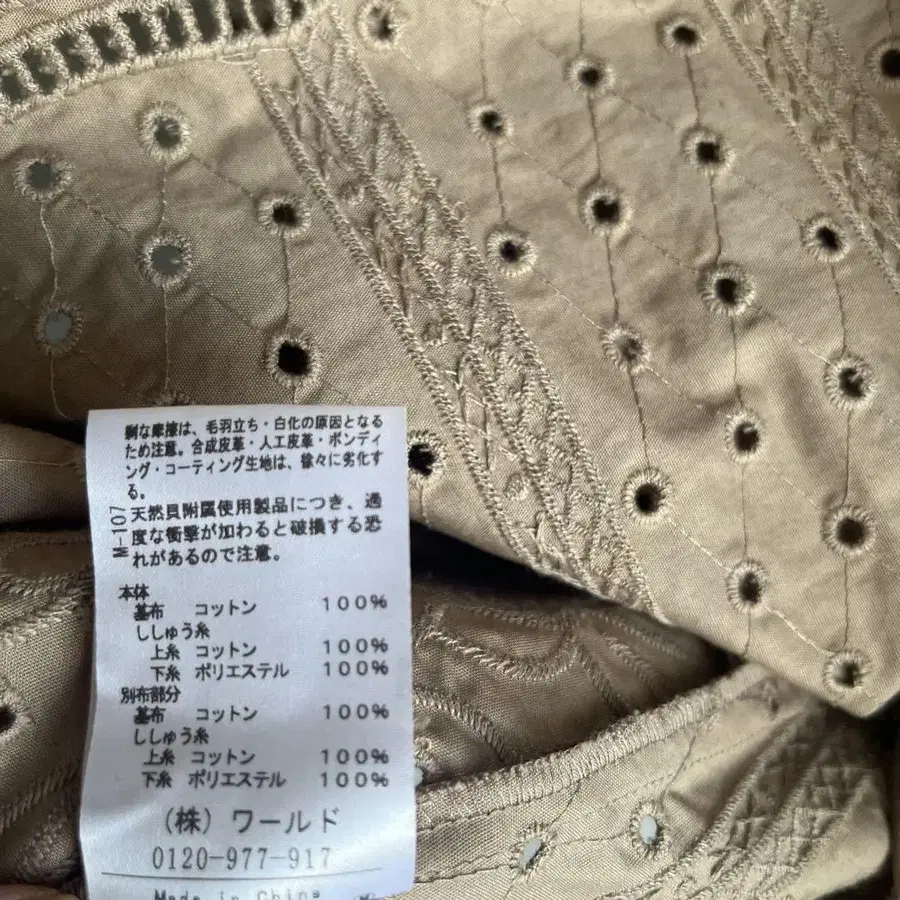 剰な摩擦は、毛羽立ち・白化の原因となる
ため注意。合成皮革・人工皮革・ボンディ
ング・コーティング生地は、徐々に劣化す
る。
M-107
天然貝附属使用製品につき、過
度な衝撃が加わると破損する恐
れがあるので注意。
本体
基布 コットン 100%
ししゅう糸
上糸 コットン 100%
下糸 ポリエステル 100%
別布部分
基布 コットン 100%
ししゅう糸
上糸 コットン 100%
下糸 ポリエステル 100%
(株) ワールド
0120-977-917
Made in China